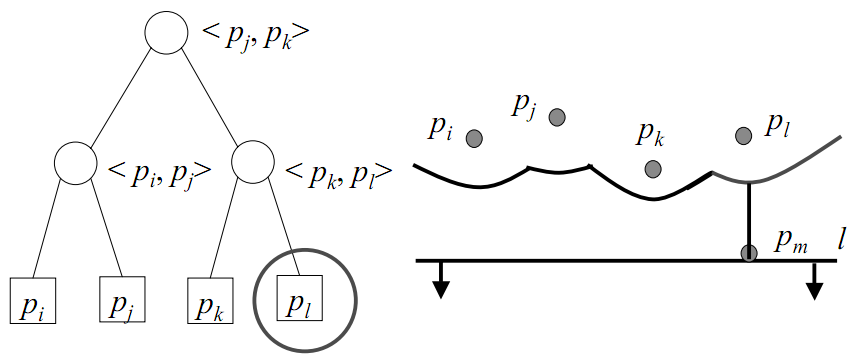 < pj, pk>
< pi, pj>
< pk, pl>
pi
pj
pk
pl
pi
pj
pk
pl
pm
l